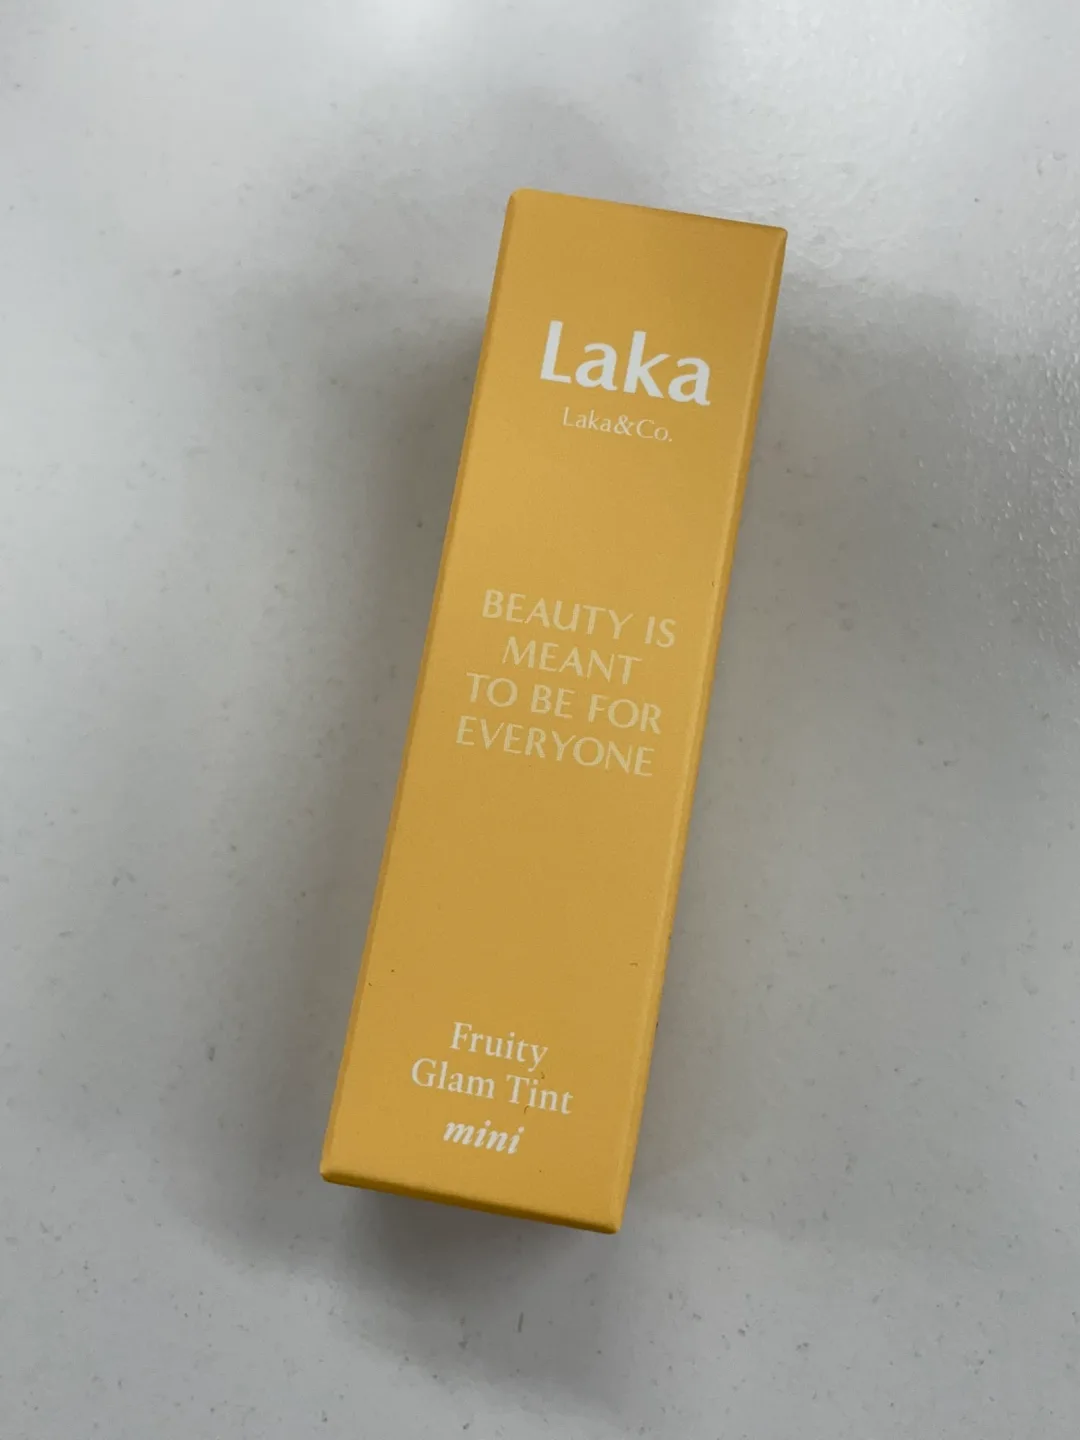 Laka
Laka&Co.
BEAUTY IS
MEANT
TO BE FOR
EVERYONE
Fruity
Glam Tint
mini